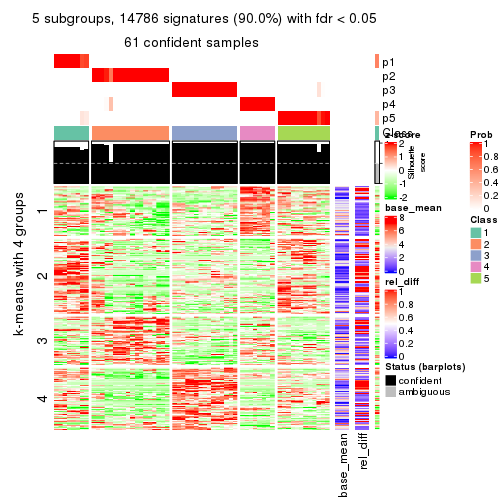 5 subgroups, 14786 signatures (90.0%) with fdr < 0.05
61 confident samples
p1
p2
p3
p4
p5
Class
Silhouette
score
k-means with 4 groups
1
2
3
4
base_mean
rel_diff
z-score
2
1
0
-1
-2
base_mean
8
6
4
2
0
rel_diff
1
0.8
0.6
0.4
0.2
0
Status (barplots)
confident
ambiguous
Prob
1
0.8
0.6
0.4
0.2
0
Class
1
2
3
4
5